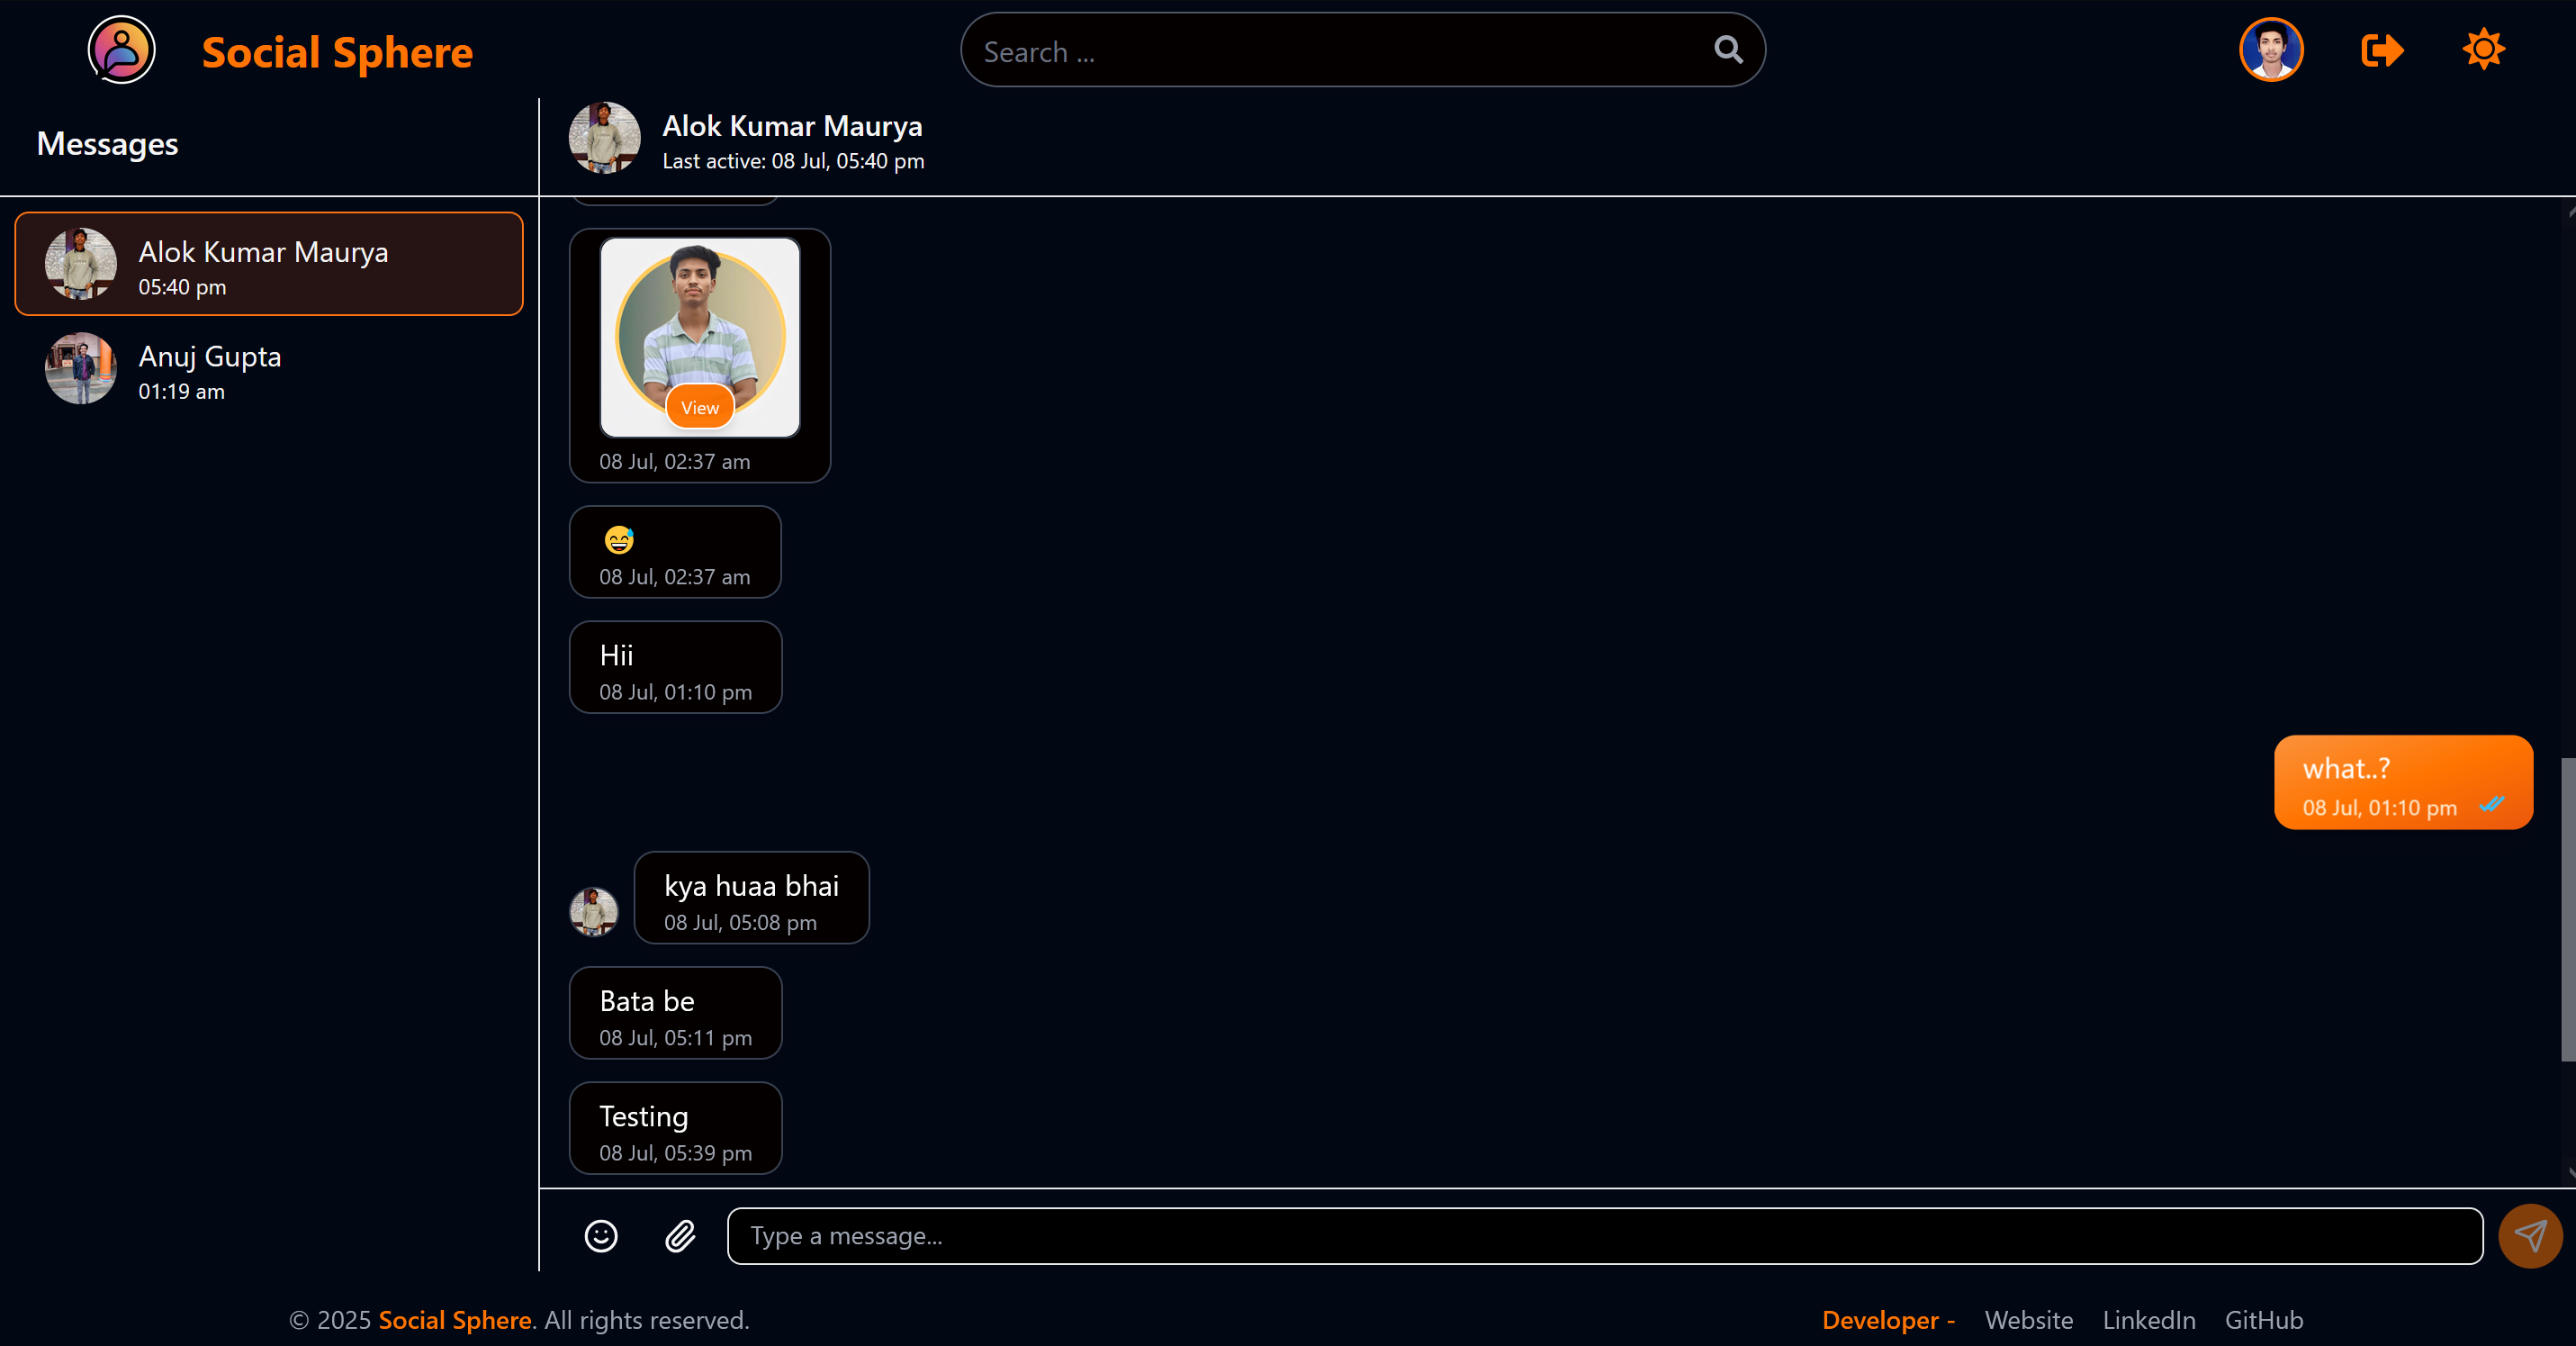 Social Sphere
Search ...
Messages
Alok Kumar Maurya
05:40 pm
Anuj Gupta
01:19 am
Alok Kumar Maurya
Last active: 08 Jul, 05:40 pm
View
08 Jul, 02:37 am
😅
08 Jul, 02:37 am
Hii
08 Jul, 01:10 pm
what..?
08 Jul, 01:10 pm
kya huaa bhai
08 Jul, 05:08 pm
Bata be
08 Jul, 05:11 pm
Testing
08 Jul, 05:39 pm
Type a message...
© 2025 Social Sphere. All rights reserved.
Developer - Website LinkedIn GitHub